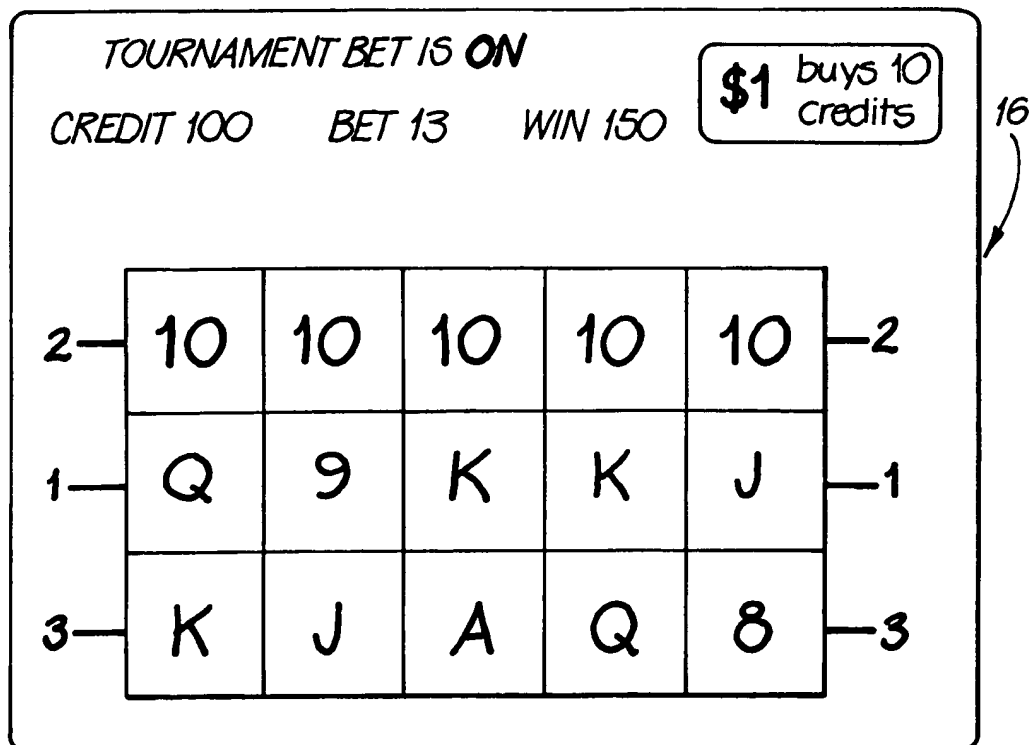 TOURNAMENT BET IS ON
$1 buys 10
credits
CREDIT 100 BET 13 WIN 150
16
2 10 10 10 10 10 2
1 Q 9 K K J 1
3 K J A Q 8 3